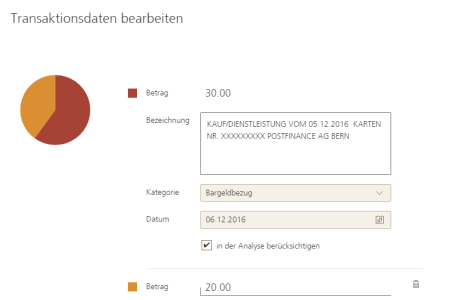 Transaktionsdaten bearbeiten
Betrag 30.00
Bezeichnung KAUF/DIENSTLEISTUNG VOM 05.12.2016 KARTEN
NR. XXXXXXXXX POSTFINANCE AG BERN
Kategorie Bargeldbezug
Datum 06.12.2016
in der Analyse berücksichtigen
Betrag 20.00